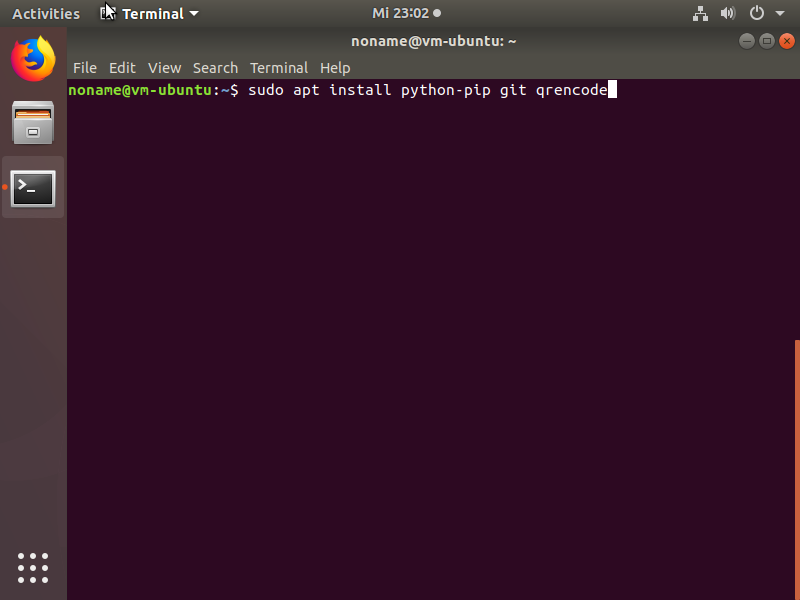 Activities Terminal Mi 23:02
noname@vm-ubuntu: ~
File Edit View Search Terminal Help
noname@vm-ubuntu:~$ sudo apt install python-pip git qrencode